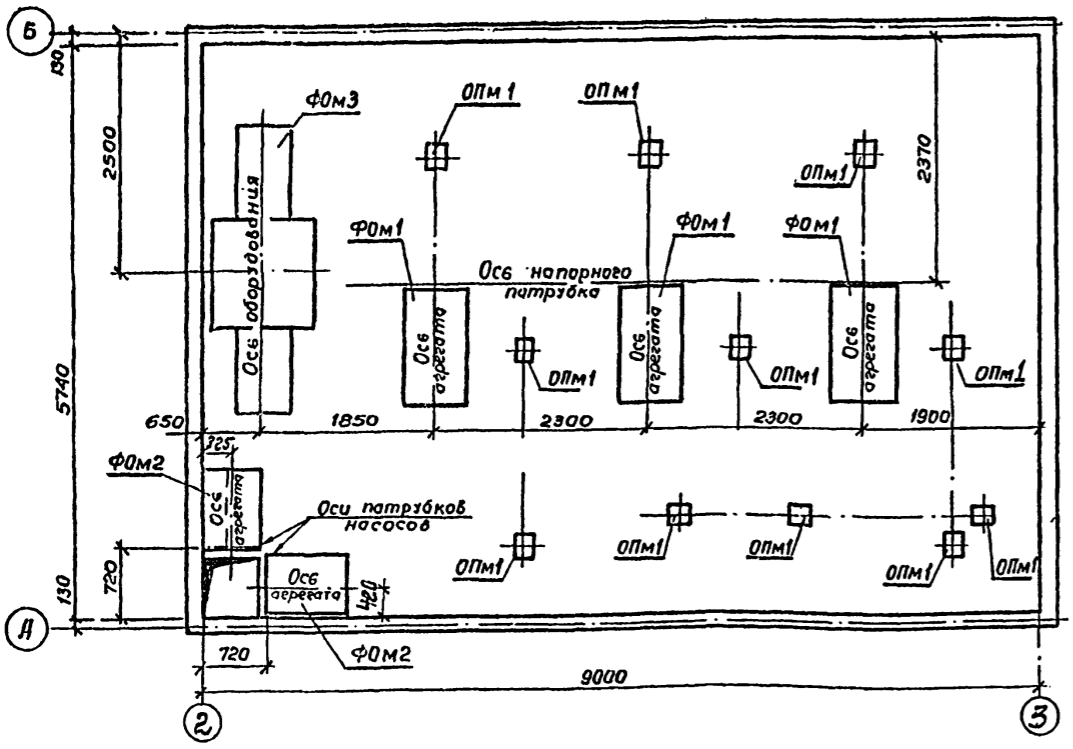 Б
130
2500
5740
130
А
ФОм3
ОПм1
ОПм1
ОПм1
2370
Ось оборудования
ФОм1
ФОм1
ФОм1
Ось напорного
патрубка
Ось
агрегата
Ось
агрегата
Ось
агрегата
ОПм1
ОПм1
ОПм1
650
1850
2300
2300
1900
325
ФОм2
Ось
агрегата
Оси патрубков
насосов
ОПм1
ОПм1
ОПм1
ОПм1
ОПм1
720
Ось
агрегата
420
720
ФОм2
9000
2
3